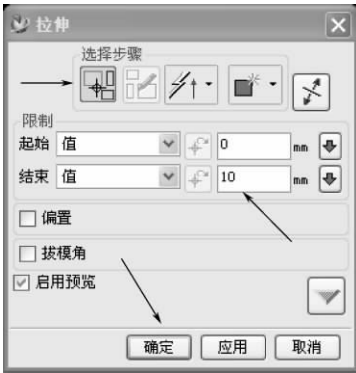 拉伸
选择步骤
限制
起始 值 0 mm
结束 值 10 mm
偏置
拔模角
启用预览
确定 应用 取消